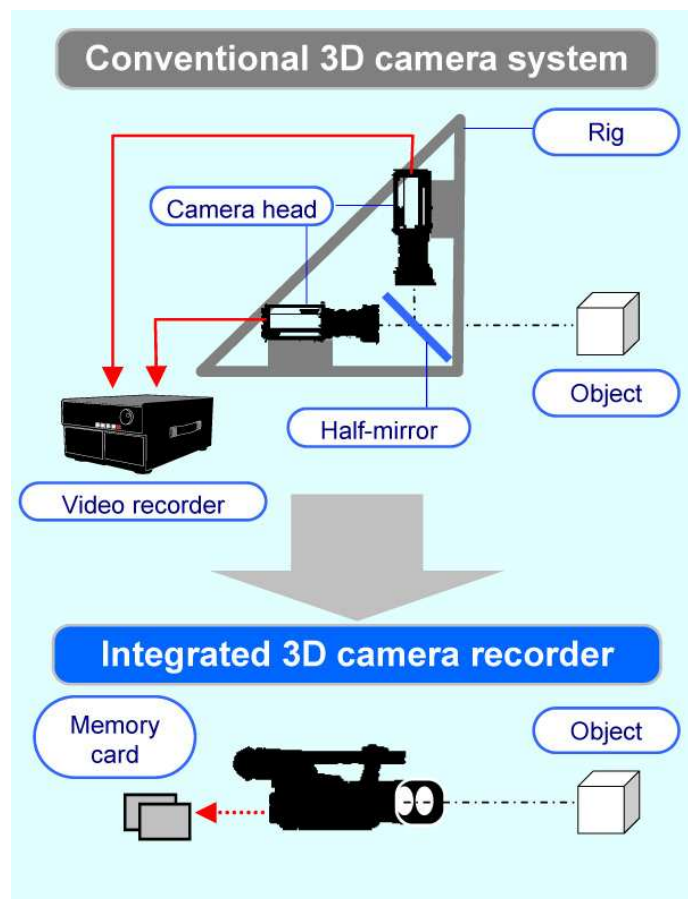 Conventional 3D camera system
Rig
Camera head
Object
Half-mirror
Video recorder
Integrated 3D camera recorder
Memory
card
Object